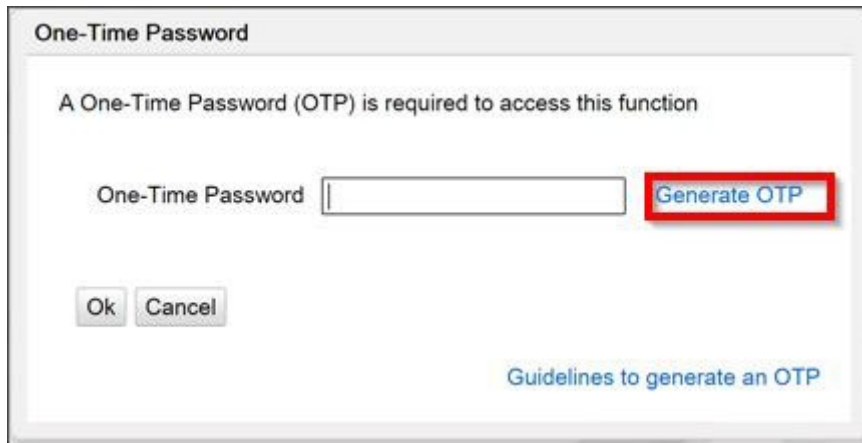 One-Time Password
A One-Time Password (OTP) is required to access this function
One-Time Password Generate OTP
Ok Cancel
Guidelines to generate an OTP